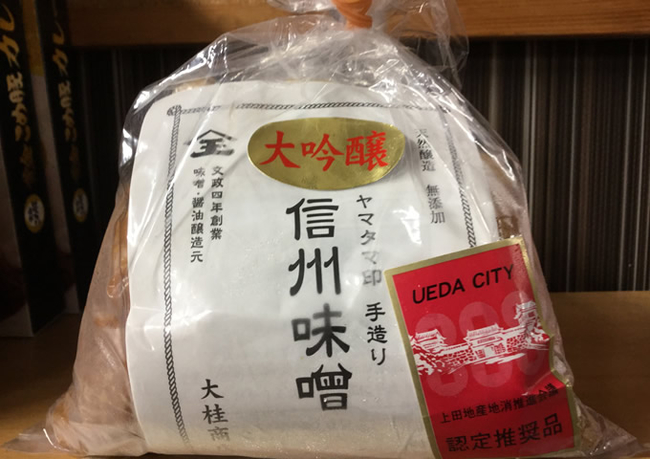 天然醸造 無添加
大吟醸
ヤマタマ印 手造り
信州味噌
文政四年創業
味噌・醤油醸造元
大桂商
UEDA CITY
上田地産地消推進会議
認定推奨品